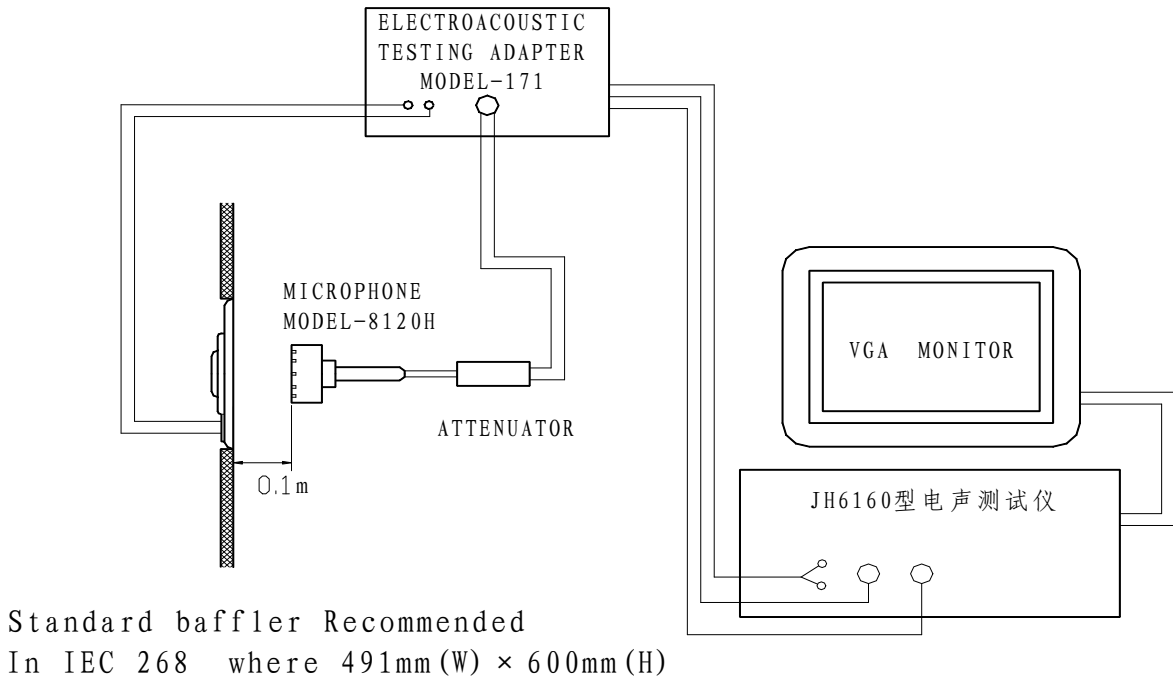 ELECTROACOUSTIC
TESTING ADAPTER
MODEL-171
MICROPHONE
MODEL-8120H
VGA MONITOR
ATTENUATOR
0.1m
JH6160型电声测试仪
Standard baffler Recommended
In IEC 268 where 491mm(W) × 600mm(H)